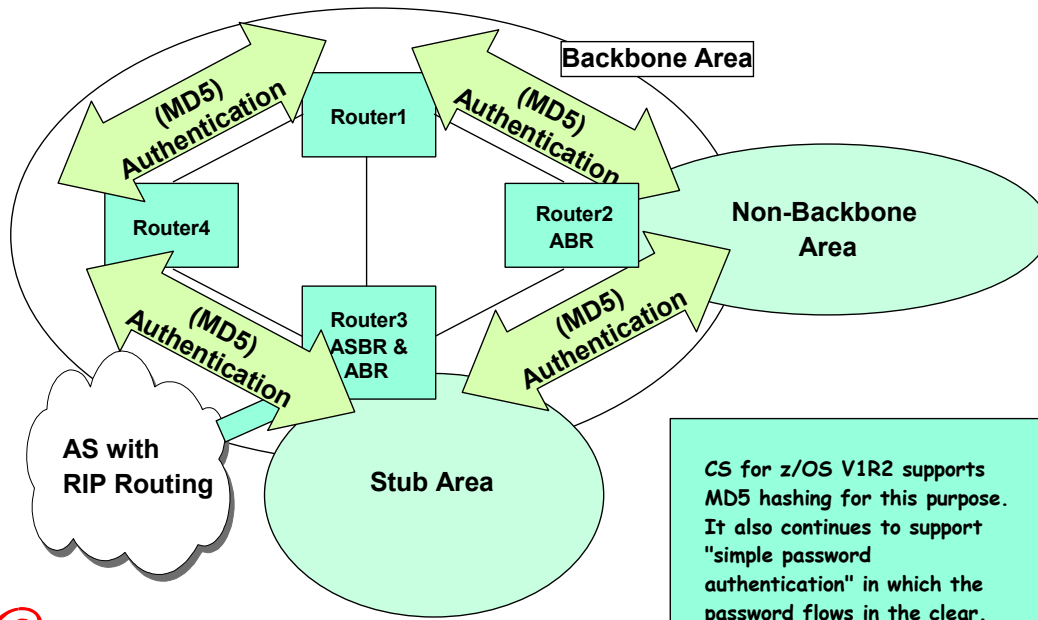 Backbone Area
(MD5)
Authentication
(MD5)
Authentication
Router1
Router4
Router2
ABR
Non-Backbone
Area
Router3
ASBR &
ABR
(MD5)
Authentication
(MD5)
Authentication
AS with
RIP Routing
Stub Area
CS for z/OS V1R2 supports
MD5 hashing for this purpose.
It also continues to support
"simple password
authentication" in which the
password flows in the clear.